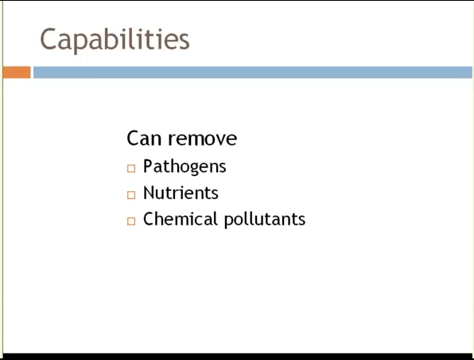 Capabilities
Can remove
Pathogens
Nutrients
Chemical pollutants